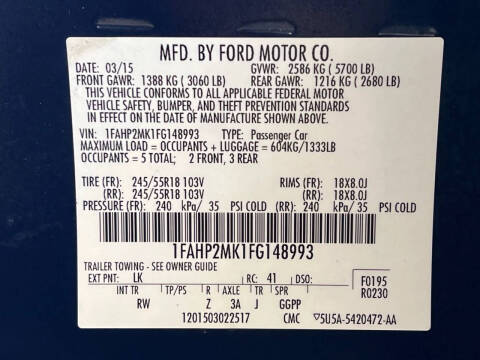 MFD. BY FORD MOTOR CO.
DATE: 03/15 GVWR: 2586 KG ( 5700 LB)
FRONT GAWR: 1388 KG ( 3060 LB) REAR GAWR: 1216 KG ( 2680 LB)
THIS VEHICLE CONFORMS TO ALL APPLICABLE FEDERAL MOTOR
VEHICLE SAFETY, BUMPER, AND THEFT PREVENTION STANDARDS
IN EFFECT ON THE DATE OF MANUFACTURE SHOWN ABOVE.
VIN: 1FAHP2MK1FG148993 TYPE: Passenger Car
MAXIMUM LOAD = OCCUPANTS + LUGGAGE = 604KG/1333LB
OCCUPANTS = 5 TOTAL; 2 FRONT, 3 REAR
TIRE (FR): 245/55R18 103V RIMS (FR): 18X8.0J
(RR): 245/55R18 103V (RR): 18X8.0J
PRESSURE (FR): 240 kPa/ 35 PSI COLD (RR): 240 kPa/ 35 PSI COLD
1FAHP2MK1FG148993
TRAILER TOWING - SEE OWNER GUIDE
EXT PNT: LK RC: 41 DSO: F0195
R0230
INT TR TP/PS R AXLE TR SPR
RW Z 3A J GGPP
1201503022517 CMC ▽5U5A-5420472-AA